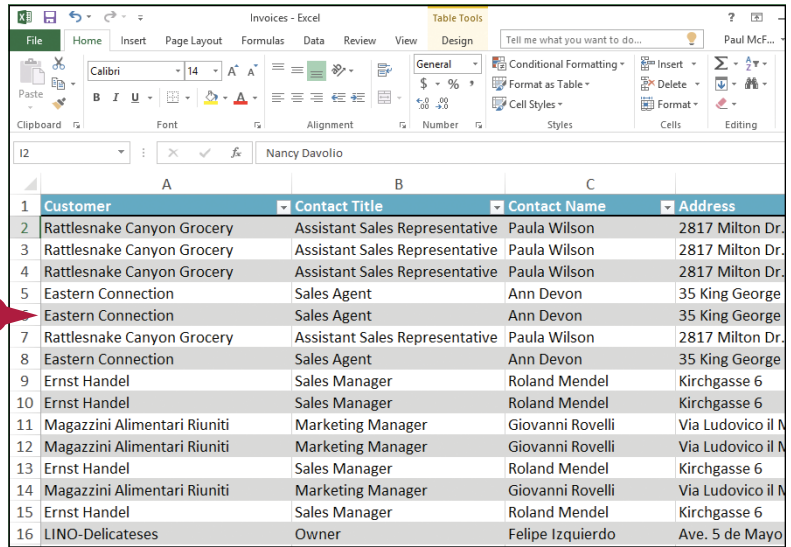 Invoices - Excel Table Tools ?
File Home Insert Page Layout Formulas Data Review View Design Tell me what you want to do... Paul McF...
Calibri 14 A A General Conditional Formatting Insert
Paste $ % , Format as Table Delete
B I U A .0 .00 .00 .0 Cell Styles Format
Clipboard Font Alignment Number Styles Cells Editing
I2 fx Nancy Davolio
A B C
1 Customer Contact Title Contact Name Address
2 Rattlesnake Canyon Grocery Assistant Sales Representative Paula Wilson 2817 Milton Dr.
3 Rattlesnake Canyon Grocery Assistant Sales Representative Paula Wilson 2817 Milton Dr.
4 Rattlesnake Canyon Grocery Assistant Sales Representative Paula Wilson 2817 Milton Dr.
5 Eastern Connection Sales Agent Ann Devon 35 King George
Eastern Connection Sales Agent Ann Devon 35 King George
7 Rattlesnake Canyon Grocery Assistant Sales Representative Paula Wilson 2817 Milton Dr.
8 Eastern Connection Sales Agent Ann Devon 35 King George
9 Ernst Handel Sales Manager Roland Mendel Kirchgasse 6
10 Ernst Handel Sales Manager Roland Mendel Kirchgasse 6
11 Magazzini Alimentari Riuniti Marketing Manager Giovanni Rovelli Via Ludovico il M
12 Magazzini Alimentari Riuniti Marketing Manager Giovanni Rovelli Via Ludovico il M
13 Ernst Handel Sales Manager Roland Mendel Kirchgasse 6
14 Magazzini Alimentari Riuniti Marketing Manager Giovanni Rovelli Via Ludovico il M
15 Ernst Handel Sales Manager Roland Mendel Kirchgasse 6
16 LINO-Delicateses Owner Felipe Izquierdo Ave. 5 de Mayo